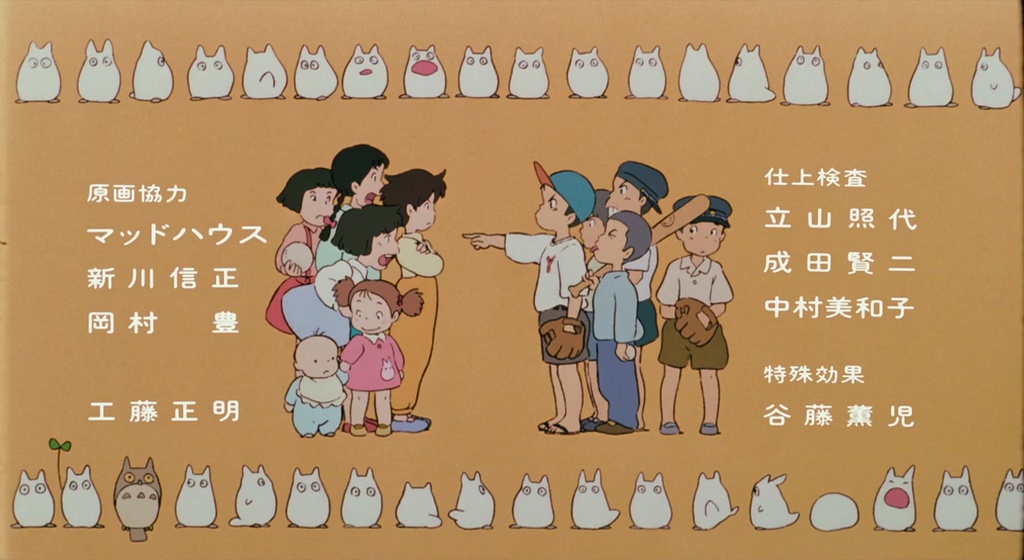 原画協力
マッドハウス
新川信正
岡村　豊
工藤正明
仕上検査
立山照代
成田賢二
中村美和子
特殊効果
谷藤薫児